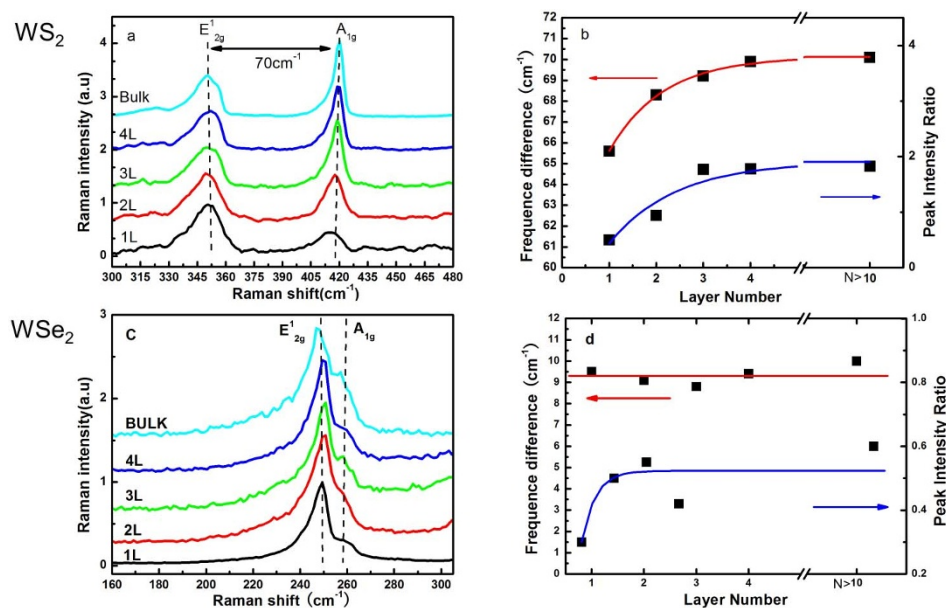 WS2
a
E12g
A1g
70cm-1
Bulk
4L
3L
2L
1L
Raman intensity (a.u)
4
3
2
1
0
300 315 330 345 360 375 390 405 420 435 450 465 480
Raman shift(cm-1)
b
Frequence difference (cm-1)
72
71
70
69
68
67
66
65
64
63
62
61
60
4
2
0
Peak Intensity Ratio
0 1 2 3 4 5
N>10
Layer Number
WSe2
C
E12g
A1g
BULK
4L
3L
2L
1L
Raman intensity(a.u)
3
2
1
0
160 180 200 220 240 260 280 300
Raman shift (cm-1)
d
Frequence difference (cm-1)
12
11
10
9
8
7
6
5
4
3
2
1
0
1.0
0.8
0.6
0.4
0.2
Peak Intensity Ratio
1 2 3 4 5
N>10
Layer Number